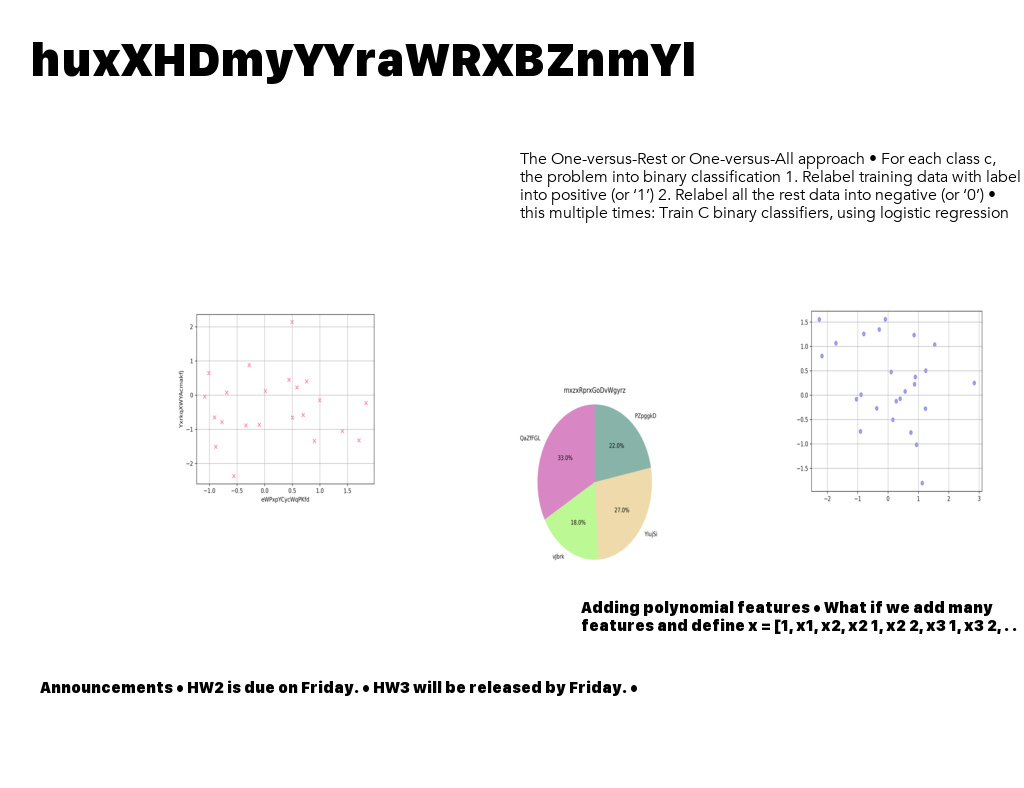 huxXHDmyYYraWRXBZnmYl
The One-versus-Rest or One-versus-All approach • For each class c,
the problem into binary classification 1. Relabel training data with label
into positive (or ‘1’) 2. Relabel all the rest data into negative (or ‘0’) •
this multiple times: Train C binary classifiers, using logistic regression
2
1
0
−1
−2
−1.0 −0.5 0.0 0.5 1.0 1.5
eWPxpYCycWqPKfd
mxzxRprxGoDvWgyrz
PZpggkD
QaZfFGL
22.0%
33.0%
27.0%
18.0%
YlujSi
vjbrk
1.5
1.0
0.5
0.0
−0.5
−1.0
−1.5
−2 −1 0 1 2 3
Adding polynomial features • What if we add many
features and define x = [1, x1, x2, x2 1, x2 2, x3 1, x3 2, . .
Announcements • HW2 is due on Friday. • HW3 will be released by Friday. •